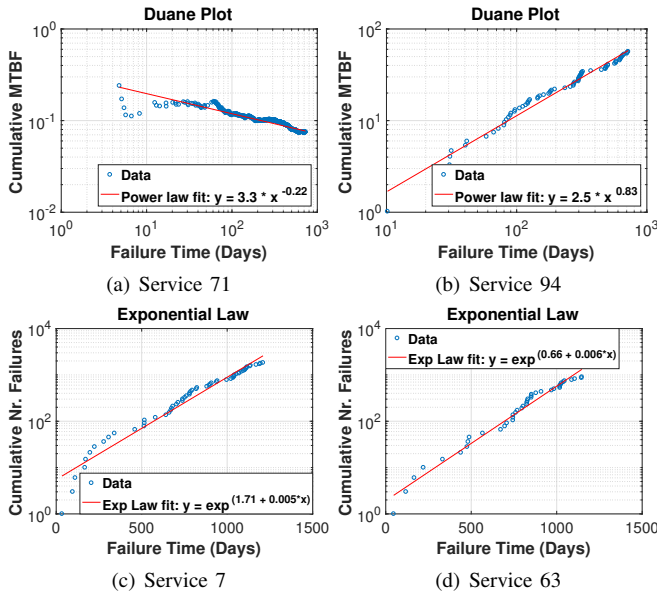 Duane Plot
Cumulative MTBF
10^0
10^-1
10^-2
Data
Power law fit: y = 3.3 * x^-0.22
10^0 10^1 10^2 10^3
Failure Time (Days)
(a) Service 71
Duane Plot
Cumulative MTBF
10^2
10^1
10^0
Data
Power law fit: y = 2.5 * x^0.83
10^1 10^2 10^3
Failure Time (Days)
(b) Service 94
Exponential Law
Cumulative Nr. Failures
10^4
10^2
10^0
Data
Exp Law fit: y = exp^(1.71 + 0.005*x)
0 500 1000 1500
Failure Time (Days)
(c) Service 7
Exponential Law
Cumulative Nr. Failures
10^4
10^2
10^0
Data
Exp Law fit: y = exp^(0.66 + 0.006*x)
0 500 1000 1500
Failure Time (Days)
(d) Service 63